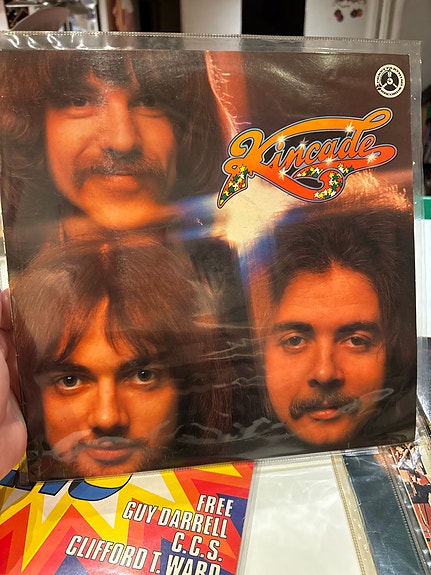 Kincade
FREE
GUY DARRELL
C.C.S.
CLIFFORD T. WARD